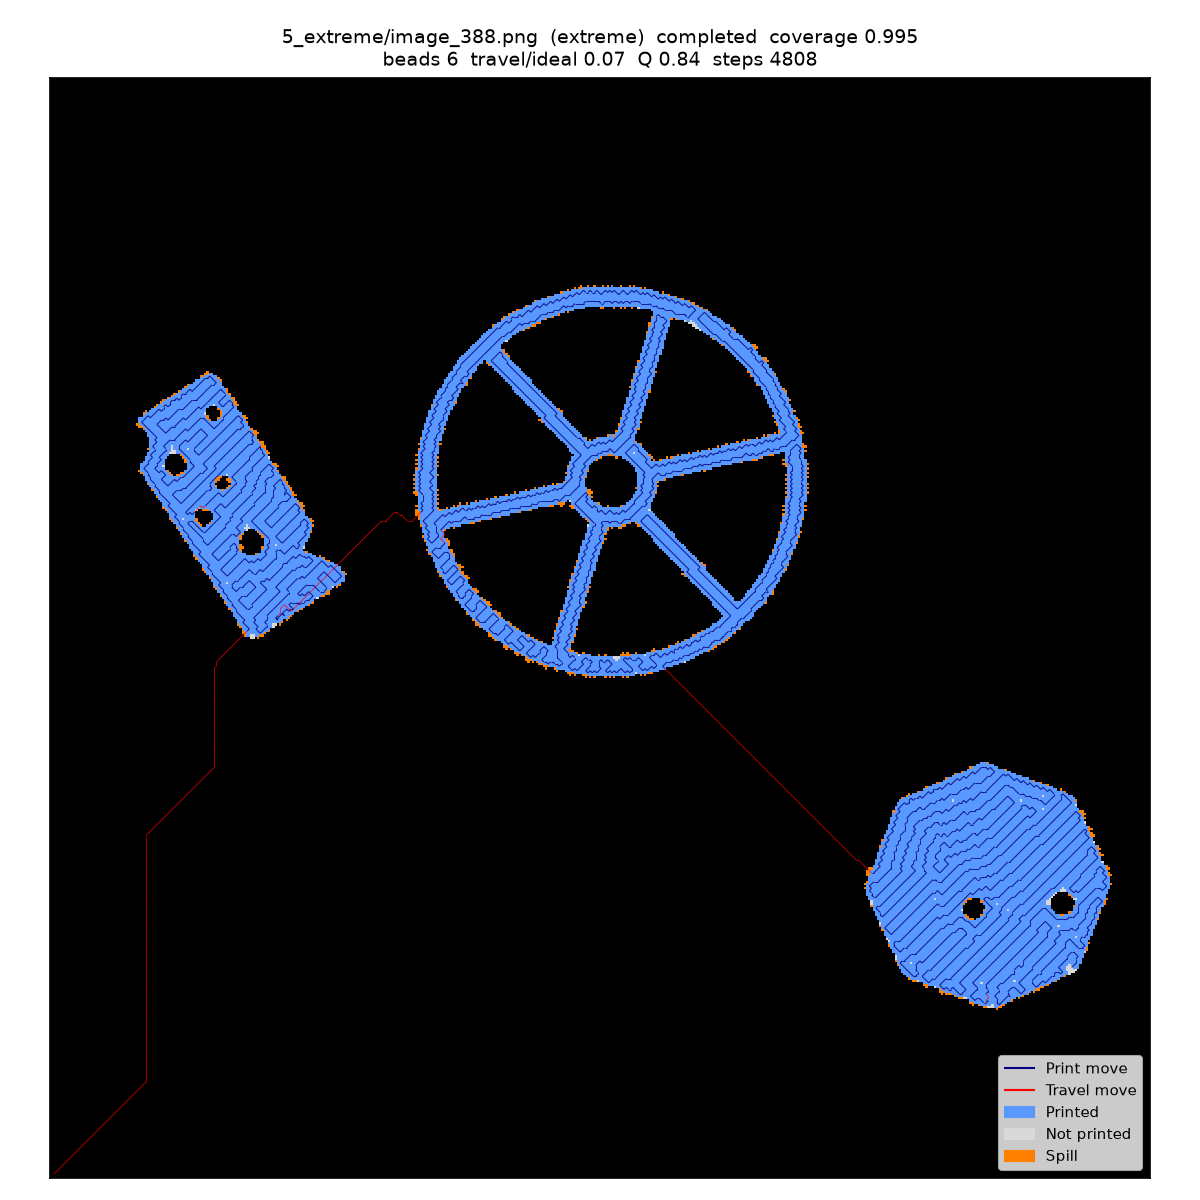 5_extreme/image_388.png  (extreme)  completed  coverage 0.995
beads 6  travel/ideal 0.07  Q 0.84  steps 4808
Print move
Travel move
Printed
Not printed
Spill